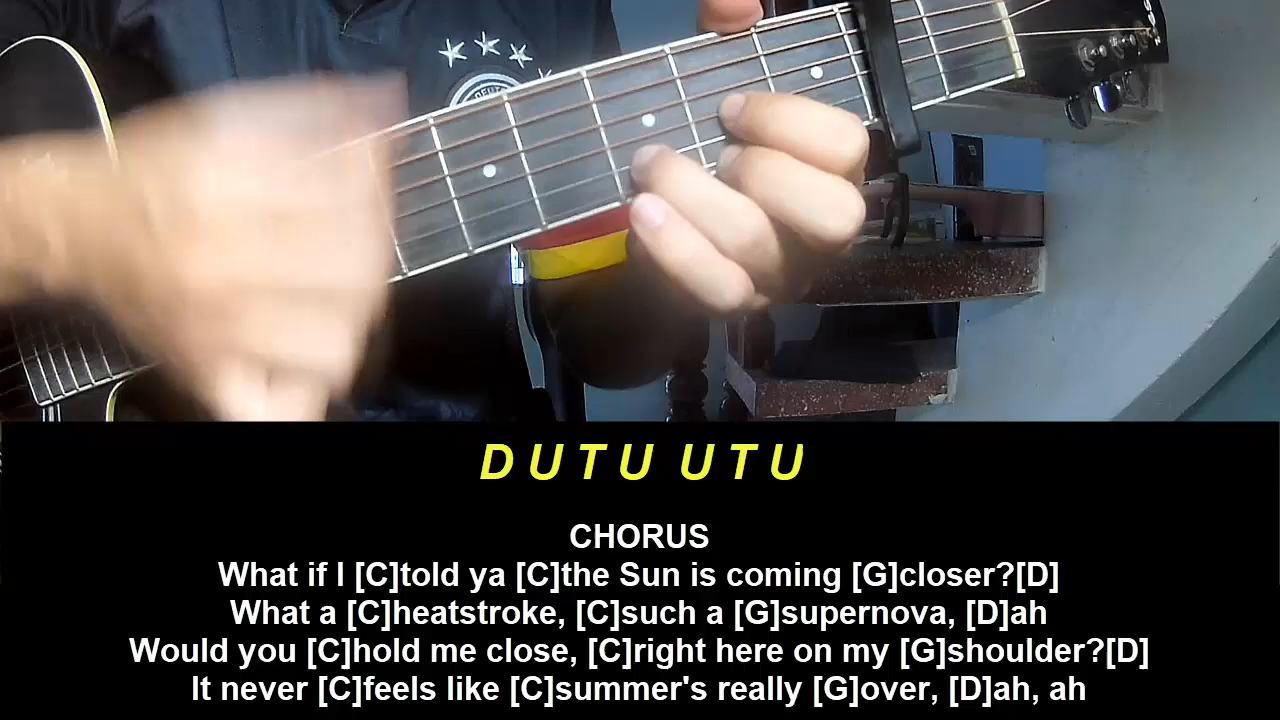 D U T U U T U
CHORUS
What if I [C]told ya [C]the Sun is coming [G]closer?[D]
What a [C]heatstroke, [C]such a [G]supernova, [D]ah
Would you [C]hold me close, [C]right here on my [G]shoulder?[D]
It never [C]feels like [C]summer's really [G]over, [D]ah, ah